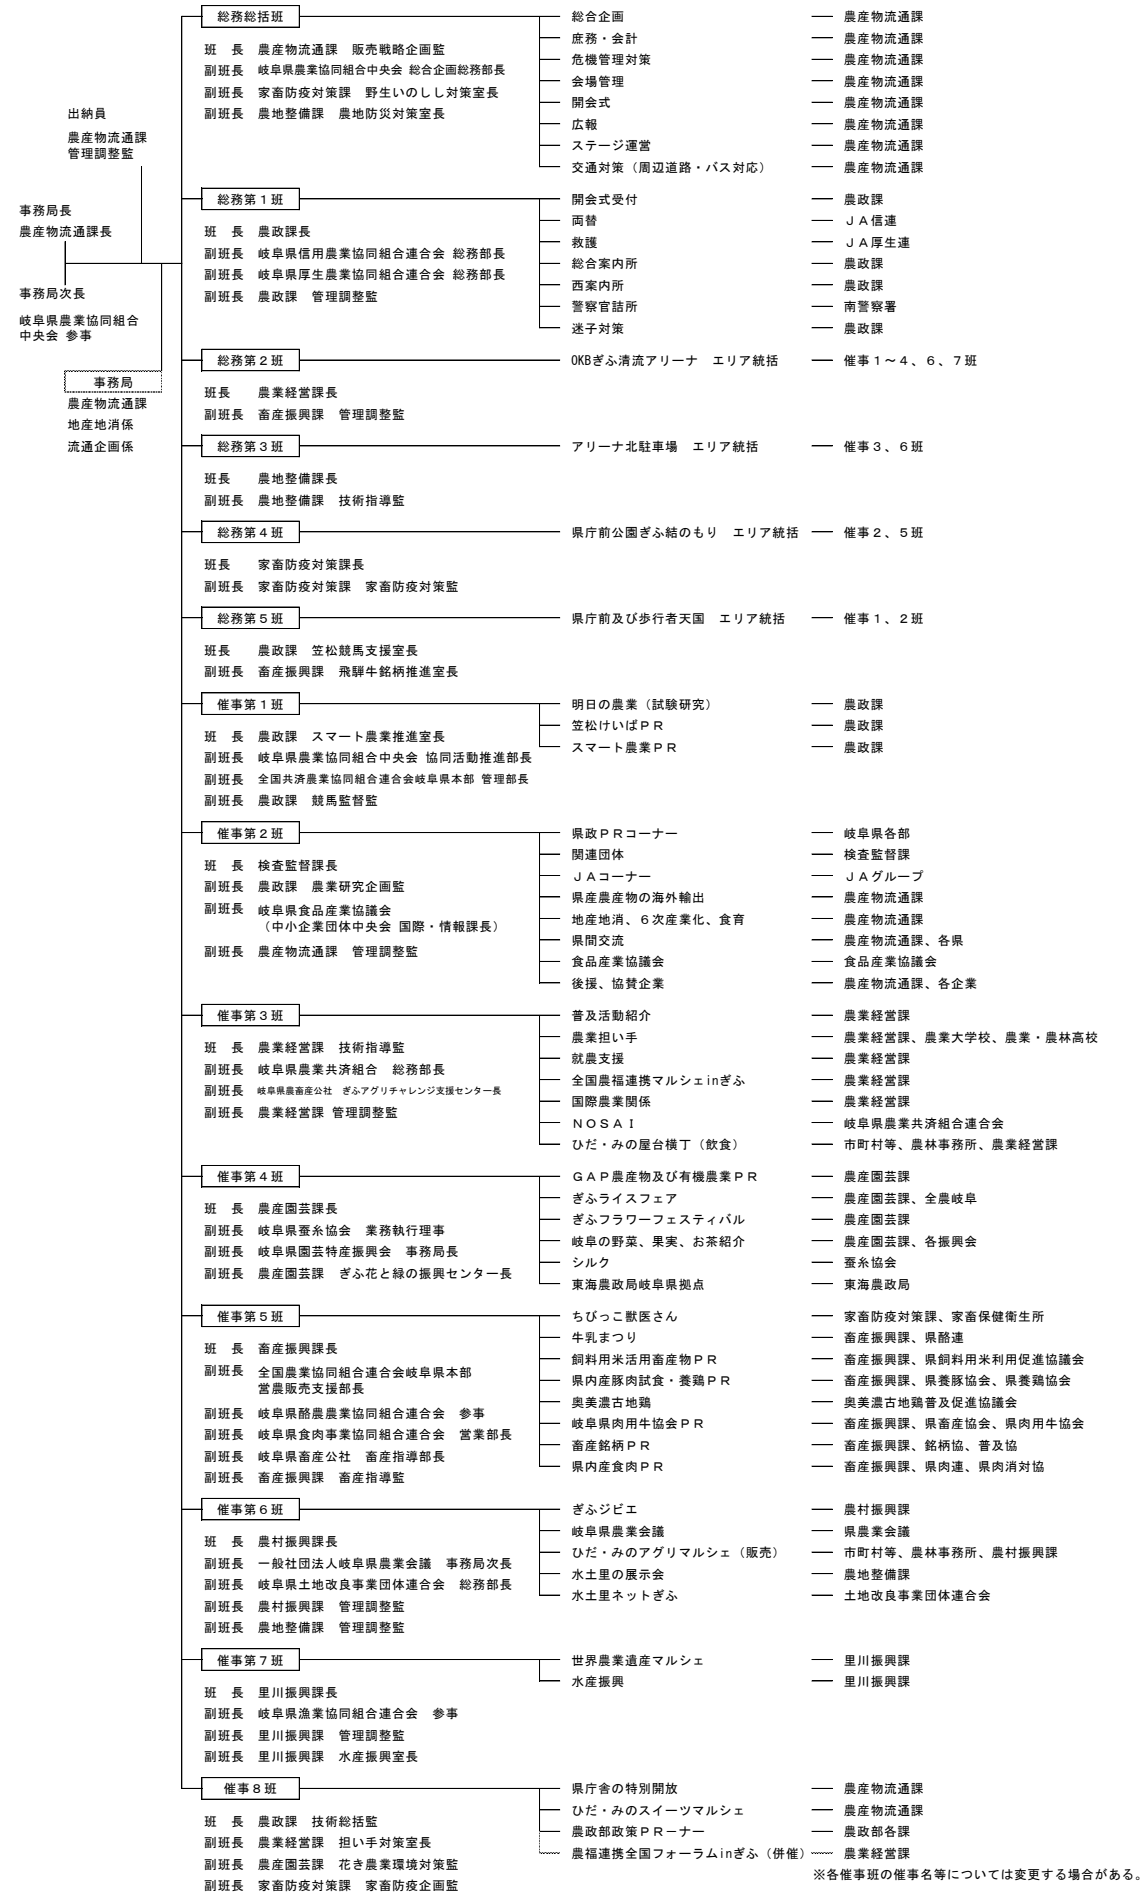 出納員
農産物流通課
管理調整監
事務局長
農産物流通課長
事務局次長
岐阜県農業協同組合
中央会 参事
事務局
農産物流通課
地産地消係
流通企画係
総務総括班
班　長　農産物流通課　販売戦略企画監
副班長　岐阜県農業協同組合中央会 総合企画総務部長
副班長　家畜防疫対策課　野生いのしし対策室長
副班長　農地整備課　農地防災対策室長
総合企画　農産物流通課
庶務・会計　農産物流通課
危機管理対策　農産物流通課
会場管理　農産物流通課
開会式　農産物流通課
広報　農産物流通課
ステージ運営　農産物流通課
交通対策（周辺道路・バス対応）　農産物流通課
総務第１班
班　長　農政課長
副班長　岐阜県信用農業協同組合連合会 総務部長
副班長　岐阜県厚生農業協同組合連合会 総務部長
副班長　農政課　管理調整監
開会式受付　農政課
両替　ＪＡ信連
救護　ＪＡ厚生連
総合案内所　農政課
西案内所　農政課
警察官詰所　南警察署
迷子対策　農政課
総務第２班
班長　　農業経営課長
副班長　畜産振興課　管理調整監
OKBぎふ清流アリーナ　エリア統括　催事１～４、６、７班
総務第３班
班長　　農地整備課長
副班長　農地整備課　技術指導監
アリーナ北駐車場　エリア統括　催事３、６班
総務第４班
班長　　家畜防疫対策課長
副班長　家畜防疫対策課　家畜防疫対策監
県庁前公園ぎふ結のもり　エリア統括　催事２、５班
総務第５班
班長　　農政課　笠松競馬支援室長
副班長　畜産振興課　飛騨牛銘柄推進室長
県庁前及び歩行者天国　エリア統括　催事１、２班
催事第１班
班　長　農政課　スマート農業推進室長
副班長　岐阜県農業協同組合中央会 協同活動推進部長
副班長　全国共済農業協同組合連合会岐阜県本部 管理部長
副班長　農政課　競馬監督監
明日の農業（試験研究）　農政課
笠松けいばＰＲ　農政課
スマート農業ＰＲ　農政課
催事第２班
班　長　検査監督課長
副班長　農政課　農業研究企画監
副班長　岐阜県食品産業協議会
（中小企業団体中央会 国際・情報課長）
副班長　農産物流通課　管理調整監
県政ＰＲコーナー　岐阜県各部
関連団体　検査監督課
ＪＡコーナー　ＪＡグループ
県産農産物の海外輸出　農産物流通課
地産地消、６次産業化、食育　農産物流通課
県間交流　農産物流通課、各県
食品産業協議会　食品産業協議会
後援、協賛企業　農産物流通課、各企業
催事第３班
班　長　農業経営課　技術指導監
副班長　岐阜県農業共済組合　総務部長
副班長　岐阜県農畜産公社　ぎふアグリチャレンジ支援センター長
副班長　農業経営課 管理調整監
普及活動紹介　農業経営課
農業担い手　農業経営課、農業大学校、農業・農林高校
就農支援　農業経営課
全国農福連携マルシェinぎふ　農業経営課
国際農業関係　農業経営課
ＮＯＳＡＩ　岐阜県農業共済組合連合会
ひだ・みの屋台横丁（飲食）　市町村等、農林事務所、農業経営課
催事第４班
班　長　農産園芸課長
副班長　岐阜県蚕糸協会　業務執行理事
副班長　岐阜県園芸特産振興会　事務局長
副班長　農産園芸課　ぎふ花と緑の振興センター長
ＧＡＰ農産物及び有機農業ＰＲ　農産園芸課
ぎふライスフェア　農産園芸課、全農岐阜
ぎふフラワーフェスティバル　農産園芸課
岐阜の野菜、果実、お茶紹介　農産園芸課、各振興会
シルク　蚕糸協会
東海農政局岐阜県拠点　東海農政局
催事第５班
班　長　畜産振興課長
副班長　全国農業協同組合連合会岐阜県本部
営農販売支援部長
副班長　岐阜県酪農農業協同組合連合会　参事
副班長　岐阜県食肉事業協同組合連合会　営業部長
副班長　岐阜県畜産公社　畜産指導部長
副班長　畜産振興課　畜産指導監
ちびっこ獣医さん　家畜防疫対策課、家畜保健衛生所
牛乳まつり　畜産振興課、県酪連
飼料用米活用畜産物ＰＲ　畜産振興課、県飼料用米利用促進協議会
県内産豚肉試食・養鶏ＰＲ　畜産振興課、県養豚協会、県養鶏協会
奥美濃古地鶏　奥美濃古地鶏普及促進協議会
岐阜県肉用牛協会ＰＲ　畜産振興課、県畜産協会、県肉用牛協会
畜産銘柄ＰＲ　畜産振興課、銘柄協、普及協
県内産食肉ＰＲ　畜産振興課、県肉連、県肉消対協
催事第６班
班　長　農村振興課長
副班長　一般社団法人岐阜県農業会議　事務局次長
副班長　岐阜県土地改良事業団体連合会　総務部長
副班長　農村振興課　管理調整監
副班長　農地整備課　管理調整監
ぎふジビエ　農村振興課
岐阜県農業会議　県農業会議
ひだ・みのアグリマルシェ（販売）　市町村等、農林事務所、農村振興課
水土里の展示会　農地整備課
水土里ネットぎふ　土地改良事業団体連合会
催事第７班
班　長　里川振興課長
副班長　岐阜県漁業協同組合連合会　参事
副班長　里川振興課　管理調整監
副班長　里川振興課　水産振興室長
世界農業遺産マルシェ　里川振興課
水産振興　里川振興課
催事８班
班　長　農政課　技術総括監
副班長　農業経営課　担い手対策室長
副班長　農産園芸課　花き農業環境対策監
副班長　家畜防疫対策課　家畜防疫企画監
県庁舎の特別開放　農産物流通課
ひだ・みのスイーツマルシェ　農産物流通課
農政部政策ＰＲーナー　農政部各課
農福連携全国フォーラムinぎふ（併催）　農業経営課
※各催事班の催事名等については変更する場合がある。